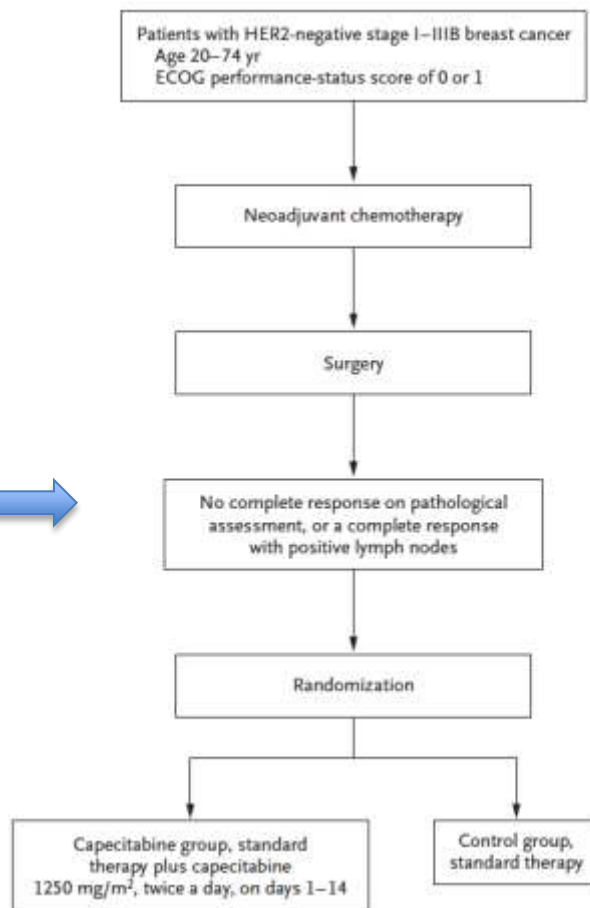 Patients with HER2-negative stage I–IIIB breast cancer
Age 20–74 yr
ECOG performance-status score of 0 or 1
Neoadjuvant chemotherapy
Surgery
No complete response on pathological
assessment, or a complete response
with positive lymph nodes
Randomization
Capecitabine group, standard
therapy plus capecitabine
1250 mg/m², twice a day, on days 1–14
Control group,
standard therapy